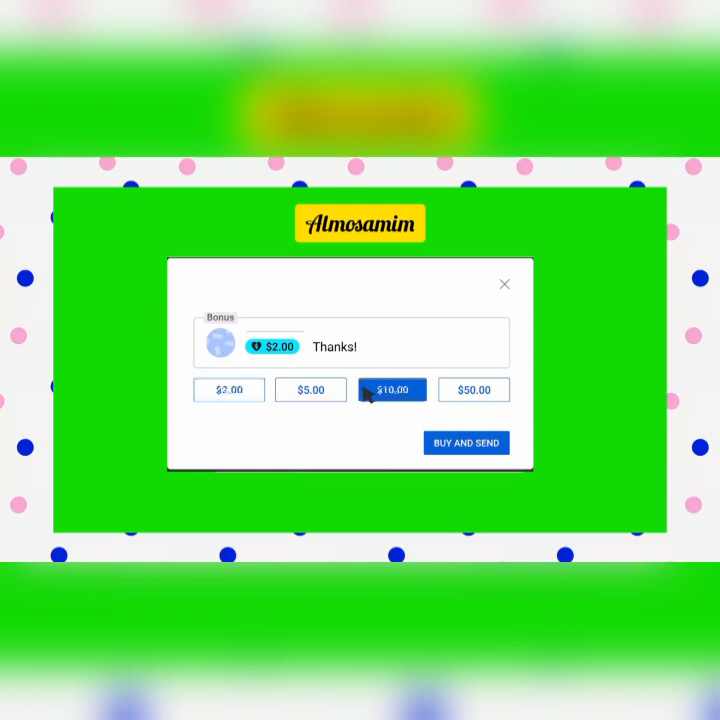 Almosamim
Bonus
$2.00 Thanks!
$2.00 $5.00 $10.00 $50.00
BUY AND SEND